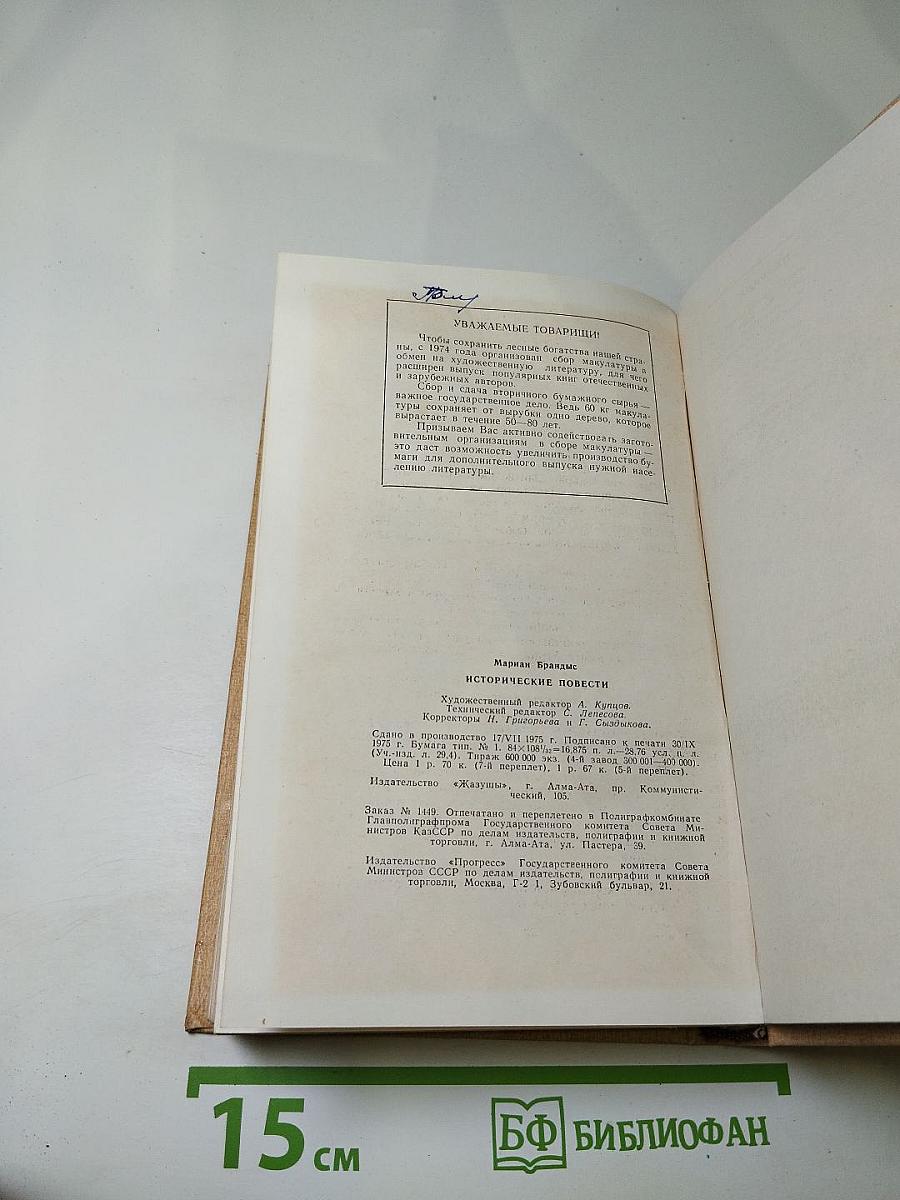 УВАЖАЕМЫЕ ТОВАРИЩИ!
Чтобы сохранить лесные богатства нашей стра-
ны, с 1974 года организован сбор макулатуры в
обмен на художественную литературу, для чего
расширен выпуск популярных книг отечественных
и зарубежных авторов.
Сбор и сдача вторичного бумажного сырья —
важное государственное дело. Ведь 60 кг макула-
туры сохраняет от вырубки одно дерево, которое
вырастает в течение 50—80 лет.
Призываем Вас активно содействовать загото-
вительным организациям в сборе макулатуры —
это даст возможность увеличить производство бу-
маги для дополнительного выпуска нужной насе-
лению литературы.
Мариан Брандыс
ИСТОРИЧЕСКИЕ ПОВЕСТИ
Художественный редактор А. Купцов.
Технический редактор С. Лепесова.
Корректоры Н. Григорьева и Г. Сыздыкова.
Сдано в производство 17/VII 1975 г. Подписано к печати 30/IX
1975 г. Бумага тип. № 1. 84×108¹/₃₂=16,875 п. л.—28,76 усл. п. л.
(Уч.-изд. л. 29,4). Тираж 600 000 экз. (4-й завод 300 001—400 000).
Цена 1 р. 70 к. (7-й переплет), 1 р. 67 к. (5-й переплет).
Издательство «Жазушы», г. Алма-Ата, пр. Коммунисти-
ческий, 105.
Заказ № 1449. Отпечатано и переплетено в Полиграфкомбинате
Главполиграфпрома Государственного комитета Совета Ми-
нистров КазССР по делам издательств, полиграфии и книжной
торговли, г. Алма-Ата, ул. Пастера, 39.
Издательство «Прогресс» Государственного комитета Совета
Министров СССР по делам издательств, полиграфии и книжной
торговли, Москва, Г-2 1, Зубовский бульвар, 21.
15 см
БФ БИБЛИОФАН